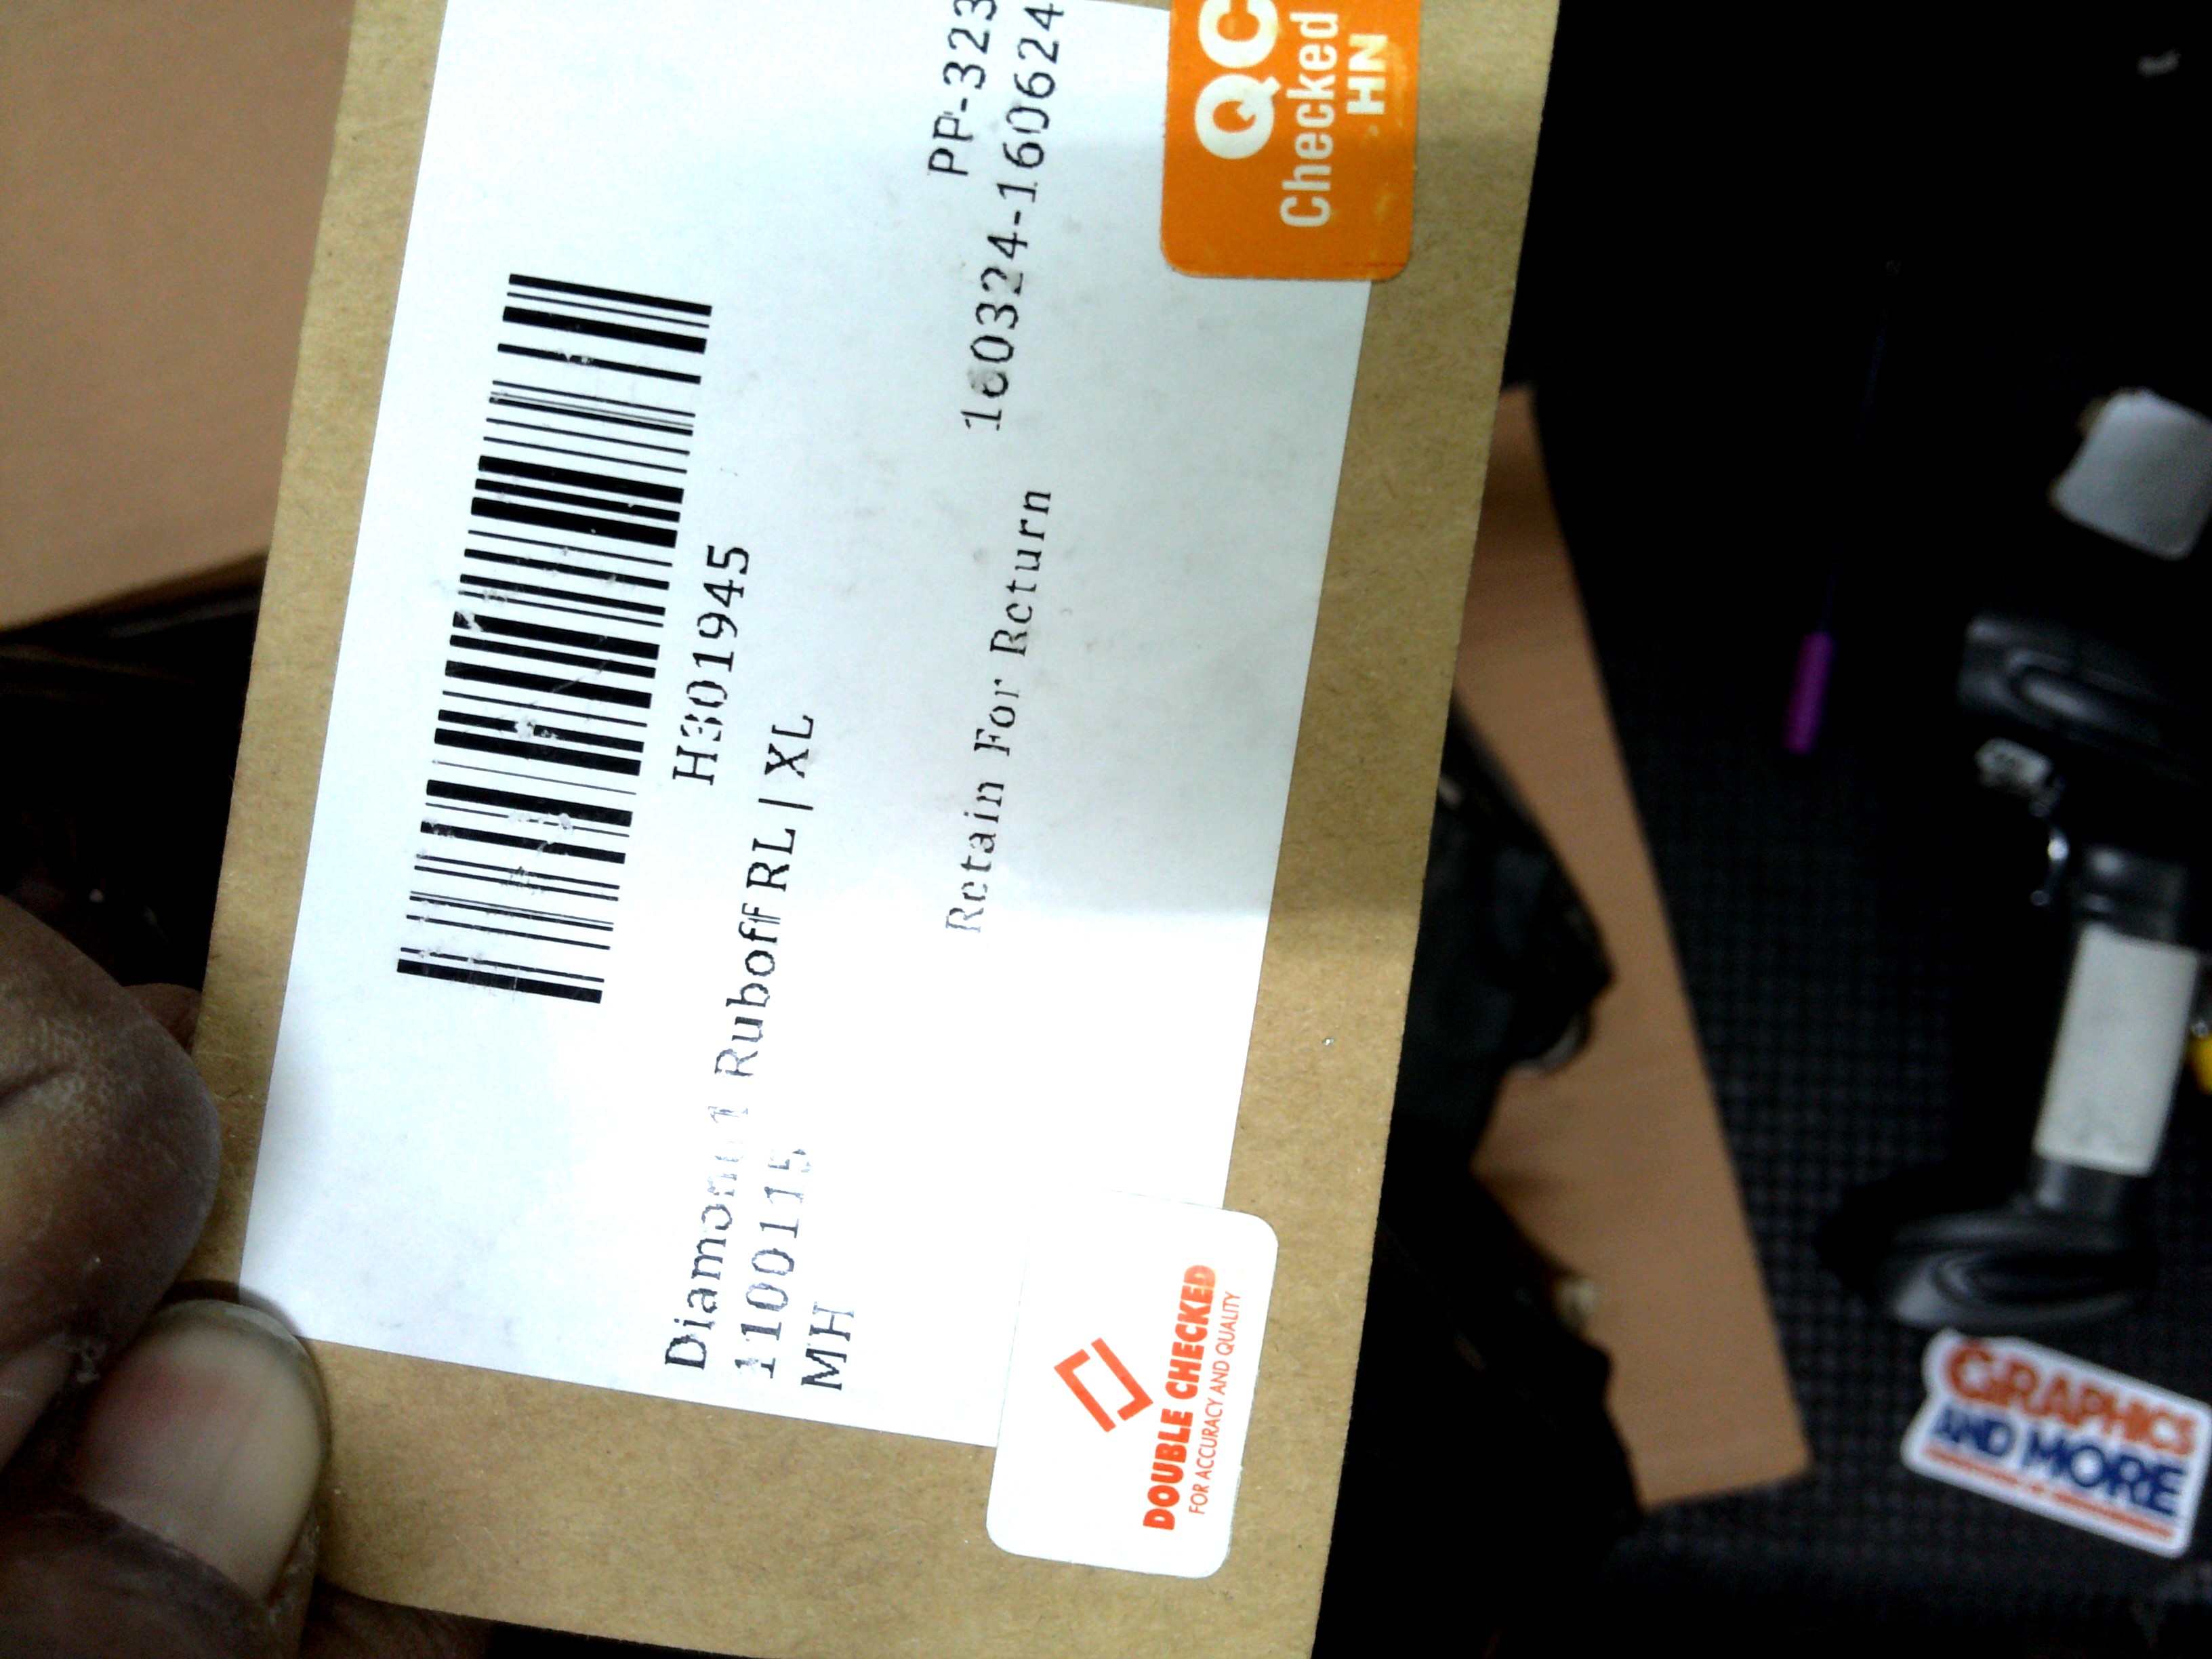 H301945
Ruboff RL | XL
1100115
MH
PP-323
160324-160624
Retain For Return
QC
Checked
HN
DOUBLE CHECKED
FOR ACCURACY AND QUALITY
GRAPHICS
AND MORE